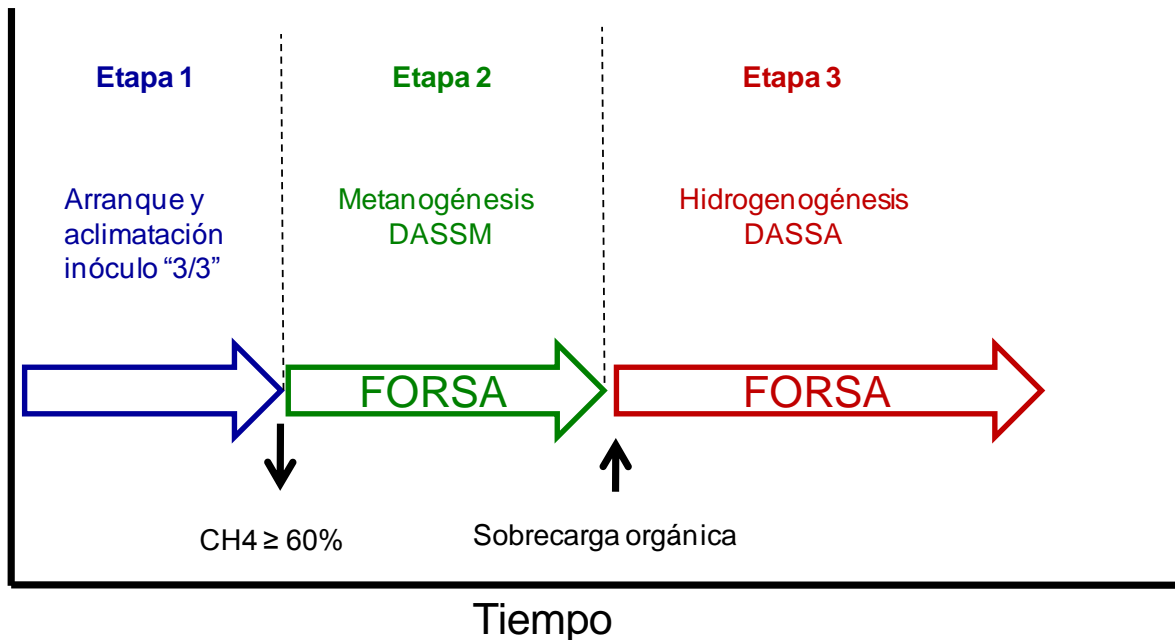 Etapa 1
Etapa 2
Etapa 3
Arranque y
aclimatación
inóculo “3/3”
Metanogénesis
DASSM
Hidrogenogénesis
DASSA
FORSA
FORSA
CH4 ≥ 60%
Sobrecarga orgánica
Tiempo